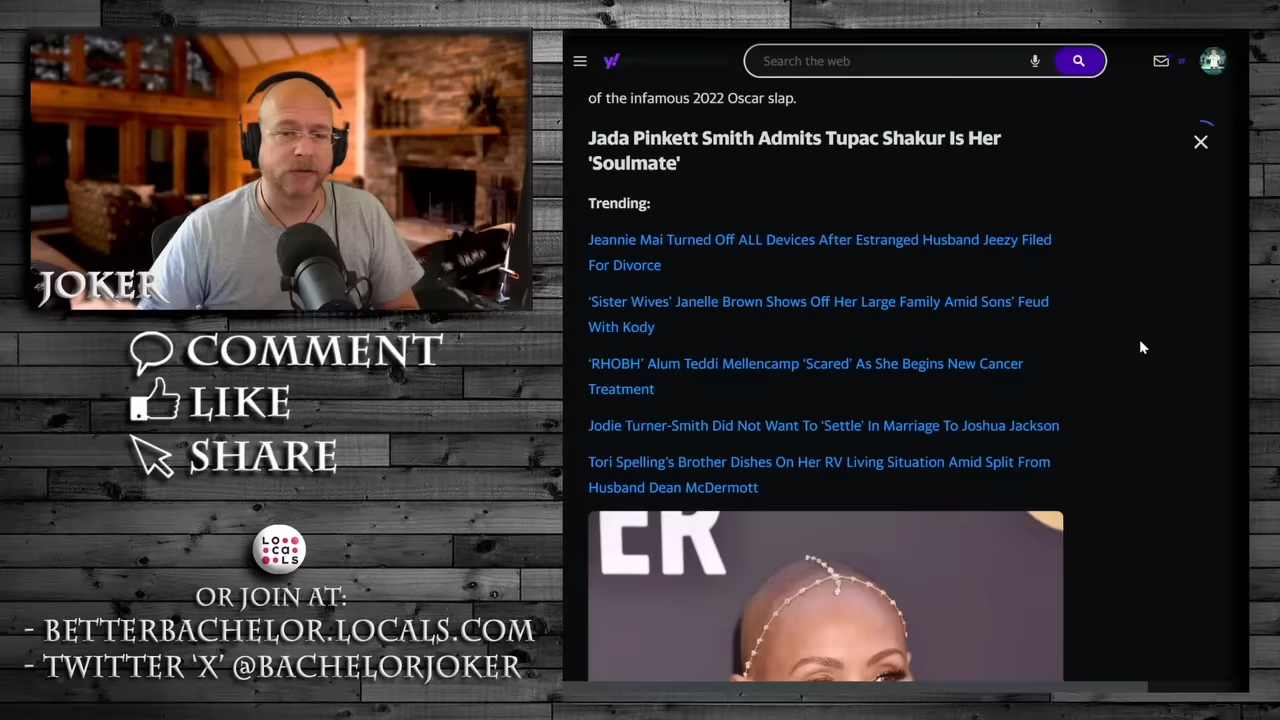 JOKER
COMMENT
LIKE
SHARE
LOCALS
OR JOIN AT:
- BETTERBACHELOR.LOCALS.COM
- TWITTER ‘X’ @BACHELORJOKER
y!
Search the web
of the infamous 2022 Oscar slap.
Jada Pinkett Smith Admits Tupac Shakur Is Her
'Soulmate'
Trending:
Jeannie Mai Turned Off ALL Devices After Estranged Husband Jeezy Filed
For Divorce
‘Sister Wives’ Janelle Brown Shows Off Her Large Family Amid Sons’ Feud
With Kody
‘RHOBH’ Alum Teddi Mellencamp ‘Scared’ As She Begins New Cancer
Treatment
Jodie Turner-Smith Did Not Want To ‘Settle’ In Marriage To Joshua Jackson
Tori Spelling’s Brother Dishes On Her RV Living Situation Amid Split From
Husband Dean McDermott
ER